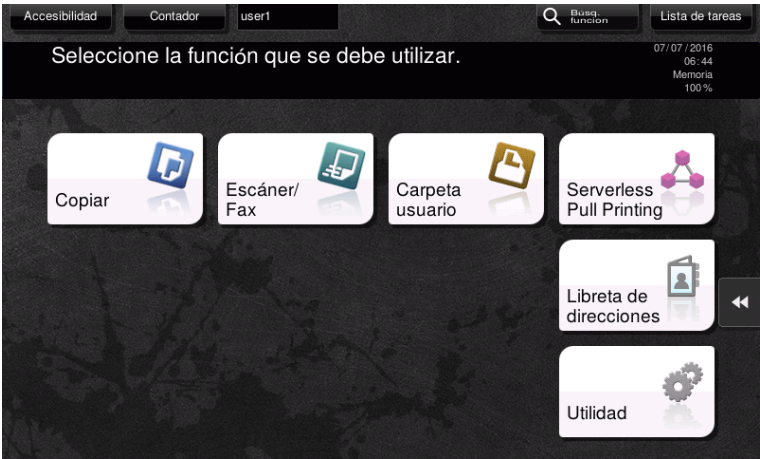 Accesibilidad
Contador
user1
Búsq. funcion
Lista de tareas
Seleccione la función que se debe utilizar.
07/07/2016
06:44
Memoria
100 %
Copiar
Escáner/
Fax
Carpeta
usuario
Serverless
Pull Printing
Libreta de
direcciones
Utilidad